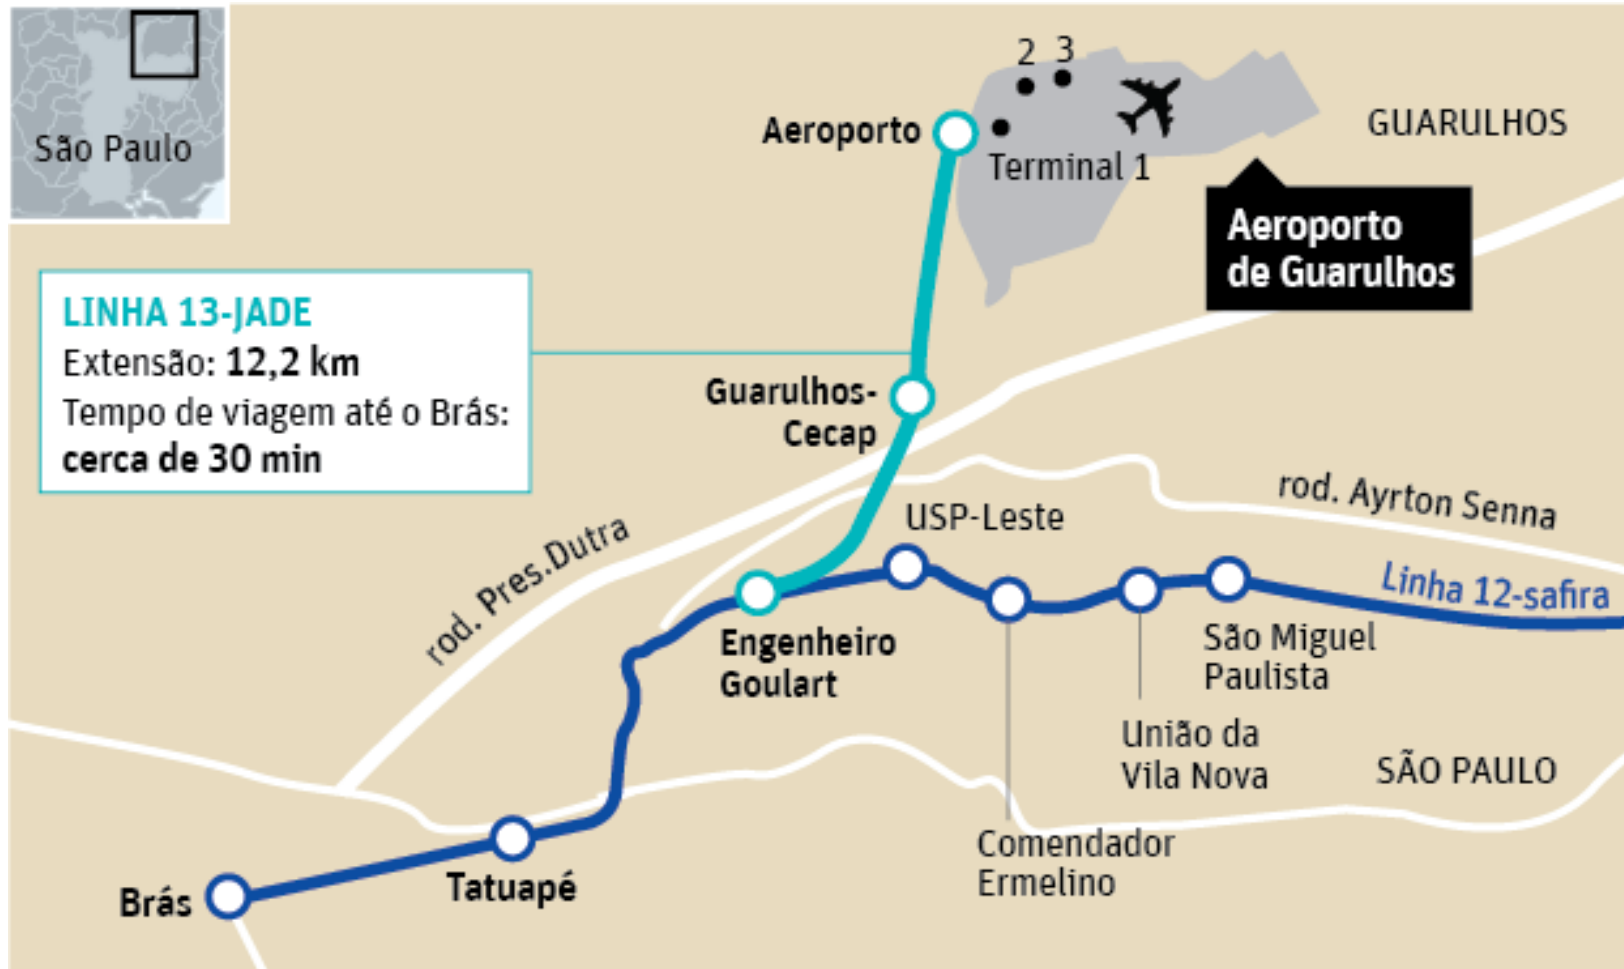 São Paulo
2 3
Aeroporto
Terminal 1
GUARULHOS
Aeroporto
de Guarulhos
LINHA 13-JADE
Extensão: 12,2 km
Tempo de viagem até o Brás:
cerca de 30 min
Guarulhos-
Cecap
rod. Pres.Dutra
USP-Leste
rod. Ayrton Senna
Linha 12-safira
Engenheiro
Goulart
São Miguel
Paulista
União da
Vila Nova
SÃO PAULO
Comendador
Ermelino
Tatuapé
Brás